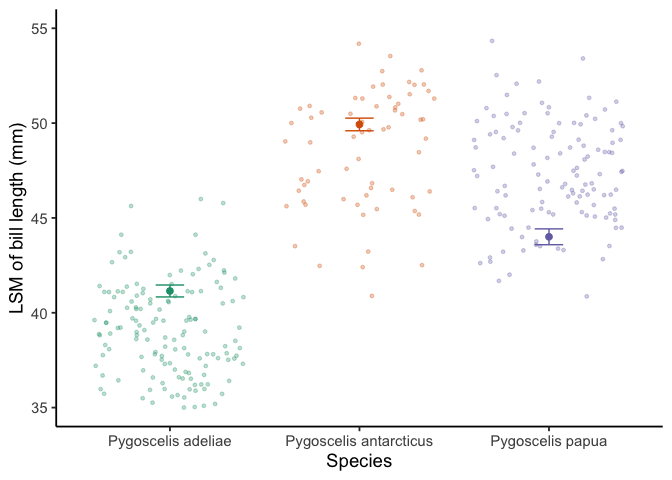 55
50
45
40
35
LSM of bill length (mm)
Pygoscelis adeliae
Pygoscelis antarcticus
Pygoscelis papua
Species